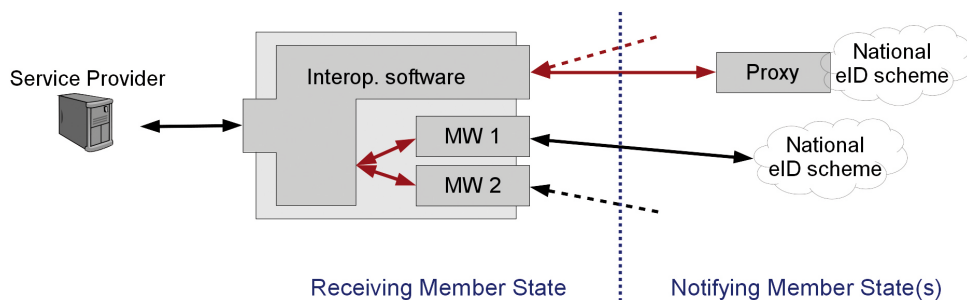 Service Provider
Interop. software
MW 1
MW 2
Proxy
National
eID scheme
National
eID scheme
Receiving Member State
Notifying Member State(s)